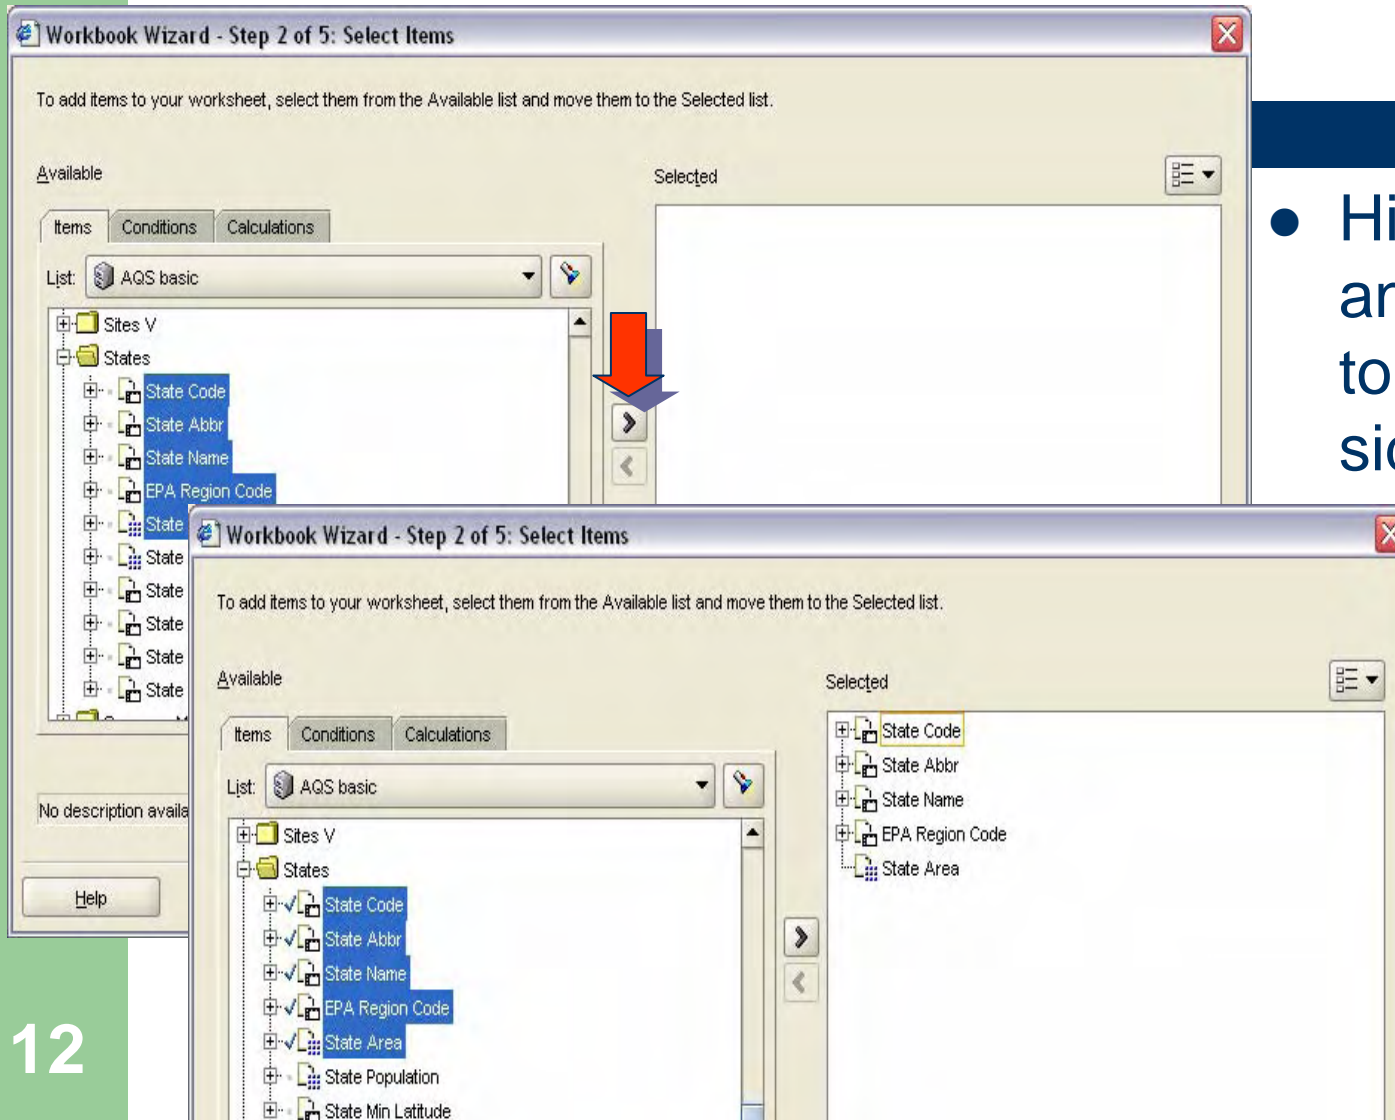 Workbook Wizard - Step 2 of 5: Select Items
To add items to your worksheet, select them from the Available list and move them to the Selected list.
Available
Selected
Items Conditions Calculations
List: AQS basic
Sites V
States
State Code
State Abbr
State Name
EPA Region Code
State
State
State
State
State
State
No description availa
Help
Workbook Wizard - Step 2 of 5: Select Items
To add items to your worksheet, select them from the Available list and move them to the Selected list.
Available
Selected
Items Conditions Calculations
List: AQS basic
Sites V
States
State Code
State Abbr
State Name
EPA Region Code
State Area
State Population
State Min Latitude
State Code
State Abbr
State Name
EPA Region Code
State Area
Hi
ar
to
sid
12